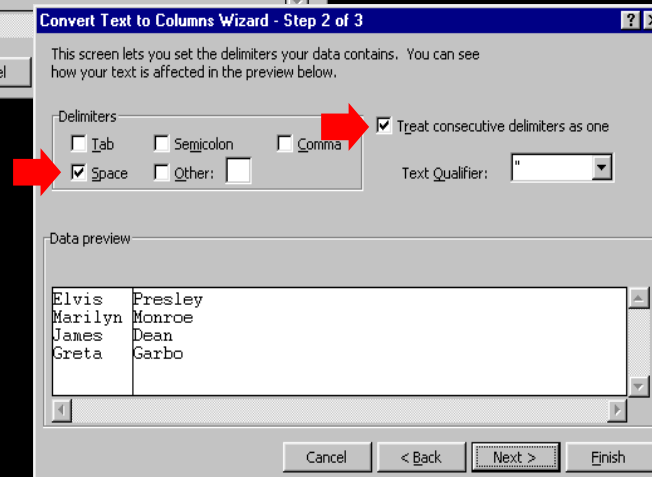 Convert Text to Columns Wizard - Step 2 of 3
This screen lets you set the delimiters your data contains. You can see
how your text is affected in the preview below.
el
Delimiters
Tab Semicolon Comma
Space Other:
Treat consecutive delimiters as one
Text Qualifier: "
Data preview
Elvis Presley
Marilyn Monroe
James Dean
Greta Garbo
Cancel < Back Next > Finish